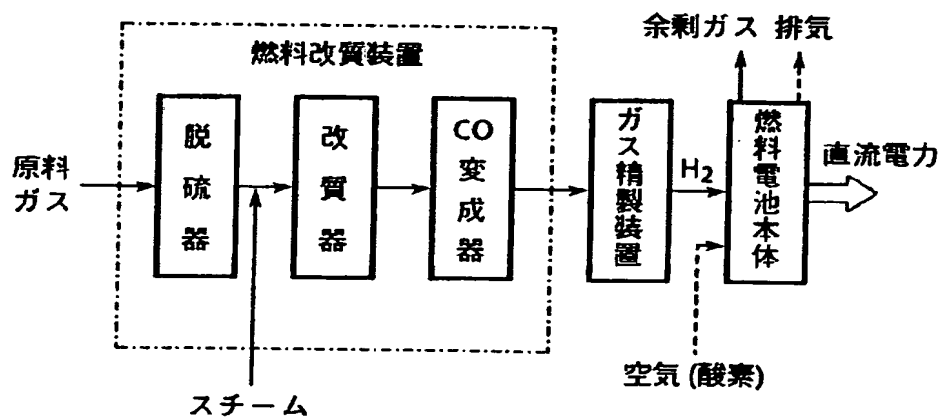 余剰ガス 排気
燃料改質装置
脱硫器
改質器
CO変成器
ガス精製装置
燃料電池本体
原料
ガス
H₂
直流電力
空気(酸素)
スチーム